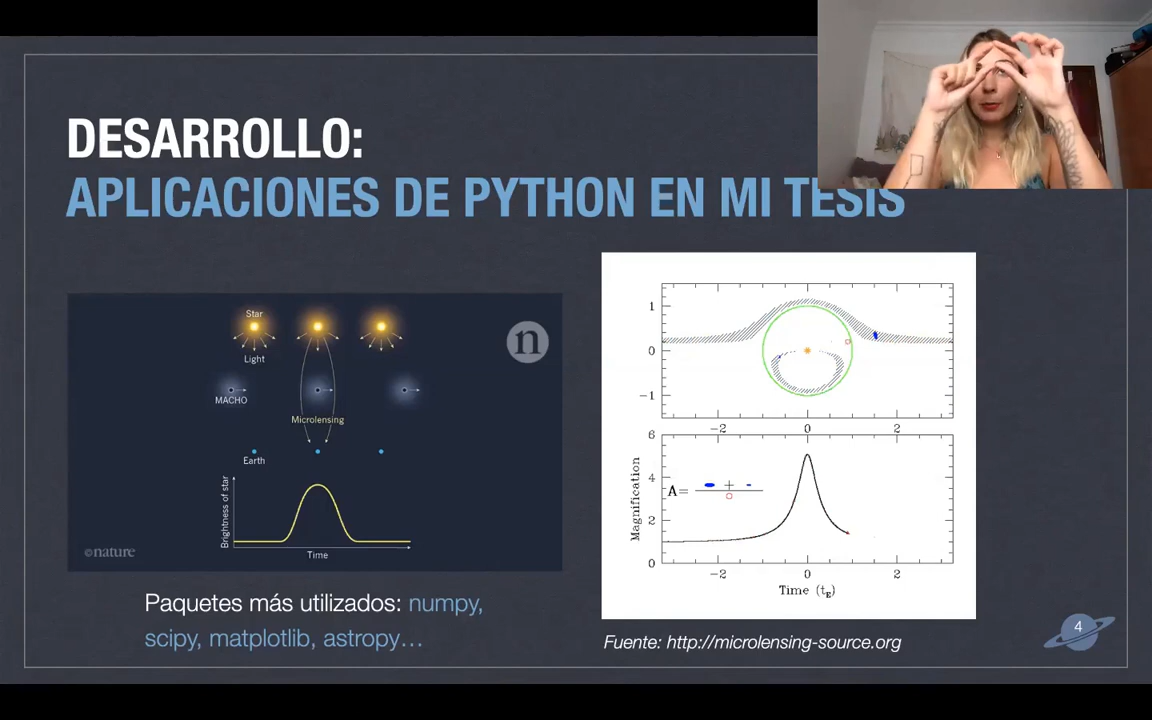 DESARROLLO:
APLICACIONES DE PYTHON EN MI TESIS
Star
Light
MACHO
Microlensing
Earth
Brightness of star
Time
©nature
n
Paquetes más utilizados: numpy,
scipy, matplotlib, astropy…
1
0
−1
−2 0 2
6
4
2
0
Magnification
A= +
−2 0 2
Time (tE)
Fuente: http://microlensing-source.org
4